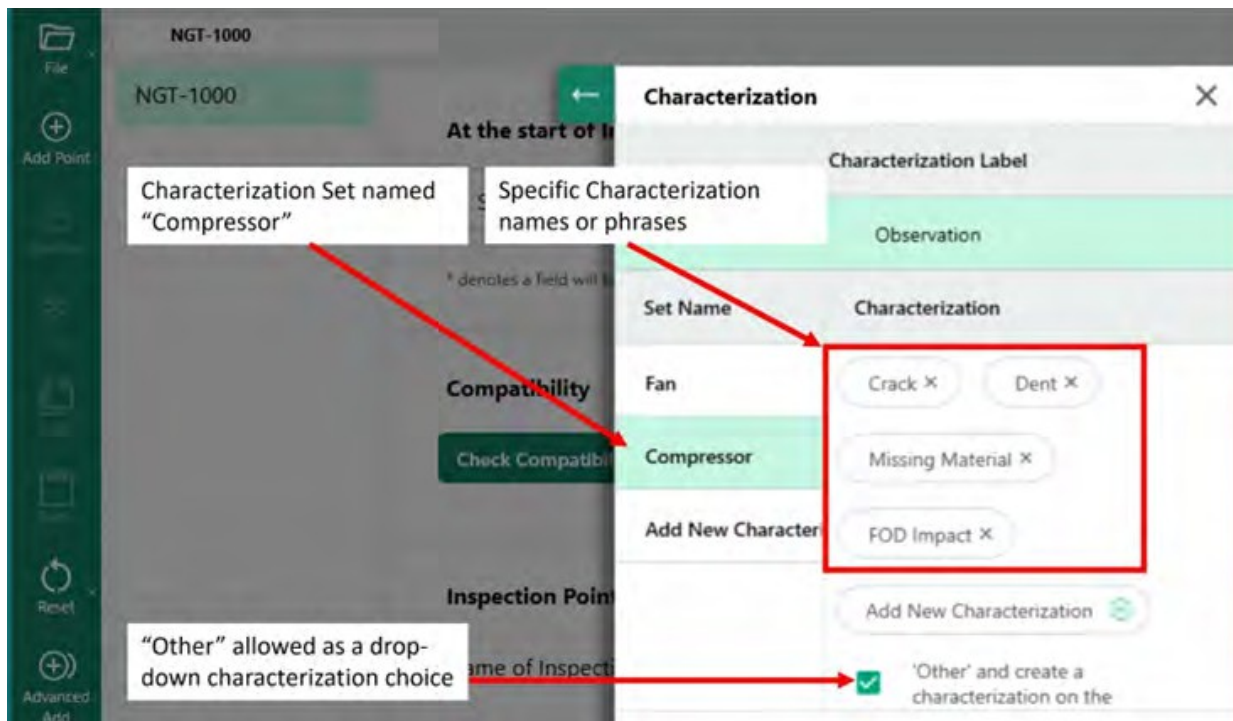 NGT-1000
File
NGT-1000
Add Point
At the start of I
Characterization
Characterization Label
Characterization Set named
"Compressor"
Specific Characterization
names or phrases
S
Observation
* denotes a field will
Set Name
Characterization
Compatibility
Fan
Crack ×
Dent ×
Check Compatibil
Compressor
Missing Material ×
Add New Character
FOD Impact ×
Reset
Inspection Poin
Add New Characterization
"Other" allowed as a drop-
down characterization choice
ame of Inspecti
'Other' and create a
characterization on the
Advanced
Add